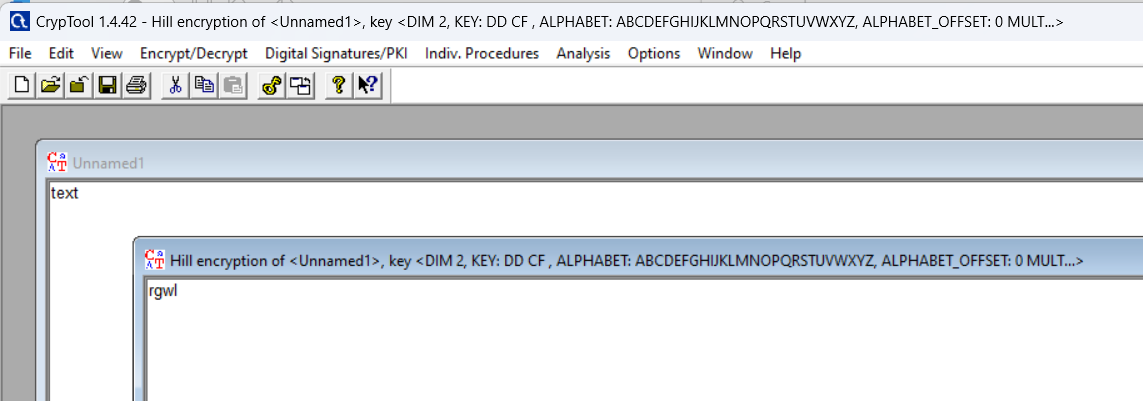 CrypTool 1.4.42 - Hill encryption of <Unnamed1>, key <DIM 2, KEY: DD CF , ALPHABET: ABCDEFGHIJKLMNOPQRSTUVWXYZ, ALPHABET_OFFSET: 0 MULT...>
File Edit View Encrypt/Decrypt Digital Signatures/PKI Indiv. Procedures Analysis Options Window Help
Unnamed1
text
Hill encryption of <Unnamed1>, key <DIM 2, KEY: DD CF , ALPHABET: ABCDEFGHIJKLMNOPQRSTUVWXYZ, ALPHABET_OFFSET: 0 MULT...>
rgwl